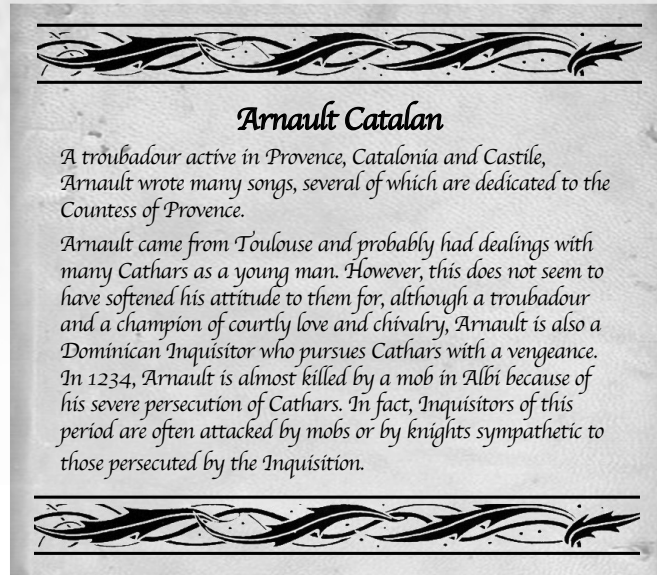 Arnault Catalan
A troubadour active in Provence, Catalonia and Castile,
Arnault wrote many songs, several of which are dedicated to the
Countess of Provence.
Arnault came from Toulouse and probably had dealings with
many Cathars as a young man. However, this does not seem to
have softened his attitude to them for, although a troubadour
and a champion of courtly love and chivalry, Arnault is also a
Dominican Inquisitor who pursues Cathars with a vengeance.
In 1234, Arnault is almost killed by a mob in Albi because of
his severe persecution of Cathars. In fact, Inquisitors of this
period are often attacked by mobs or by knights sympathetic to
those persecuted by the Inquisition.